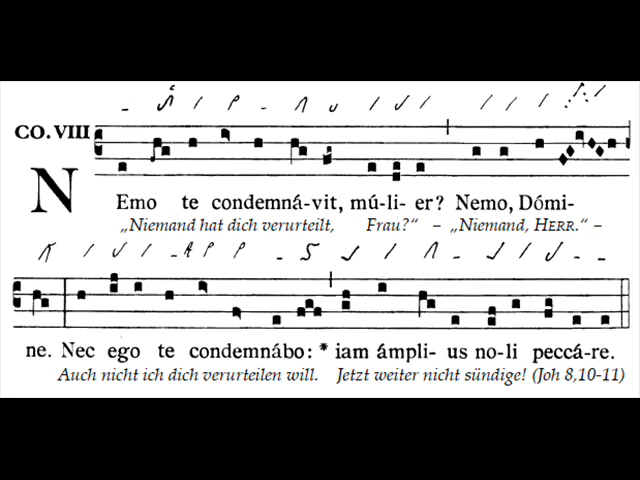 CO. VIII
NEmo te condemná-vit, mú-li- er? Nemo, Dómi-
„Niemand hat dich verurteilt, Frau?“ – „Niemand, HERR.“ –
ne. Nec ego te condemnábo: * iam ámpli- us no-li peccá-re.
Auch nicht ich dich verurteilen will. Jetzt weiter nicht sündige! (Joh 8,10-11)